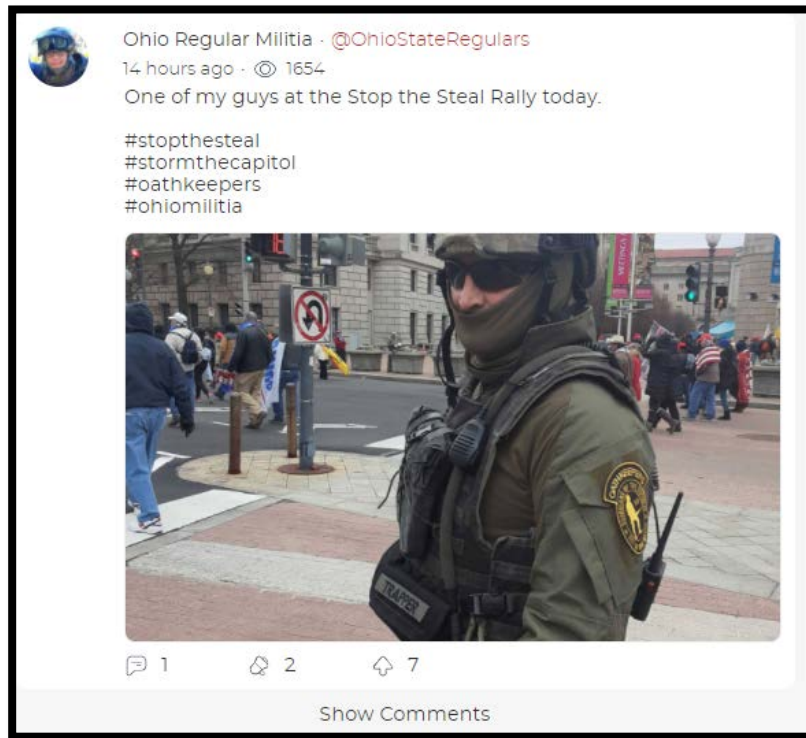 Ohio Regular Militia · @OhioStateRegulars
14 hours ago · 1654
One of my guys at the Stop the Steal Rally today.
#stopthesteal
#stormthecapitol
#oathkeepers
#ohiomilitia
TRAPPER
1 2 7
Show Comments